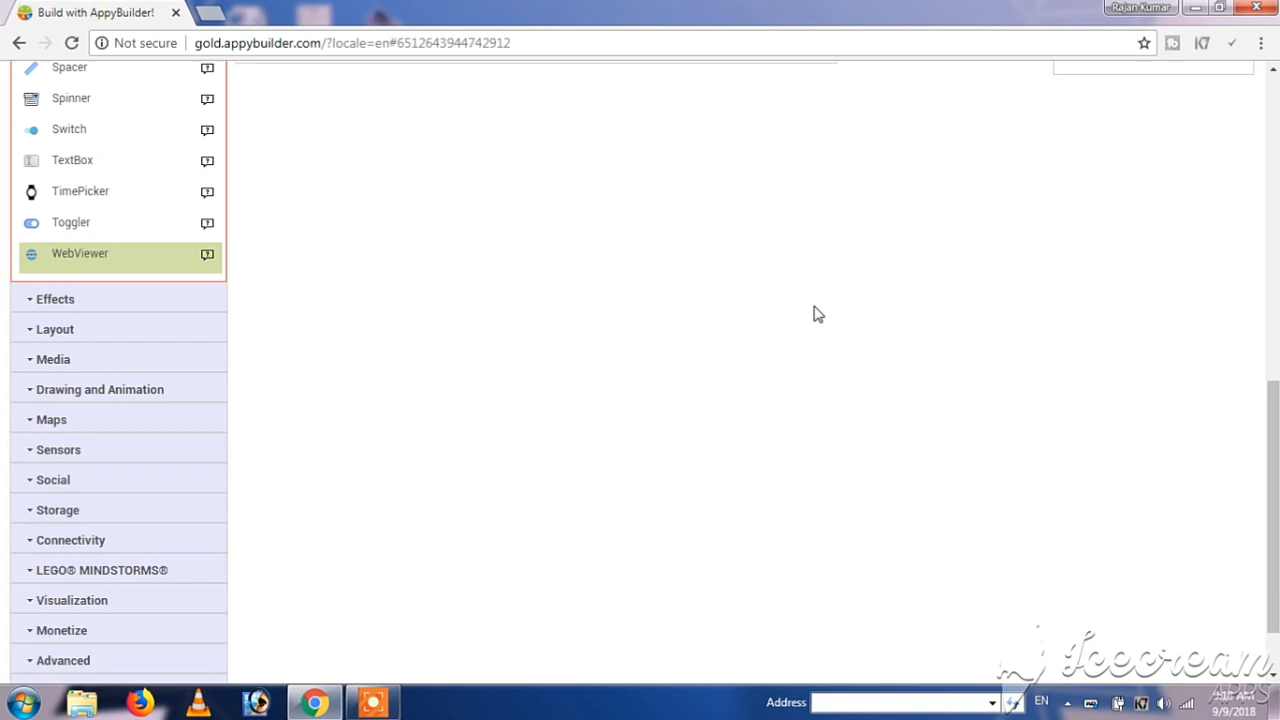 Build with AppyBuilder!
Rajan Kumar
Not secure
gold.appybuilder.com/?locale=en#6512643944742912
Spacer
Spinner
Switch
TextBox
TimePicker
Toggler
WebViewer
Effects
Layout
Media
Drawing and Animation
Maps
Sensors
Social
Storage
Connectivity
LEGO® MINDSTORMS®
Visualization
Monetize
Advanced
Icecream
APPS
Address
EN
9/9/2018